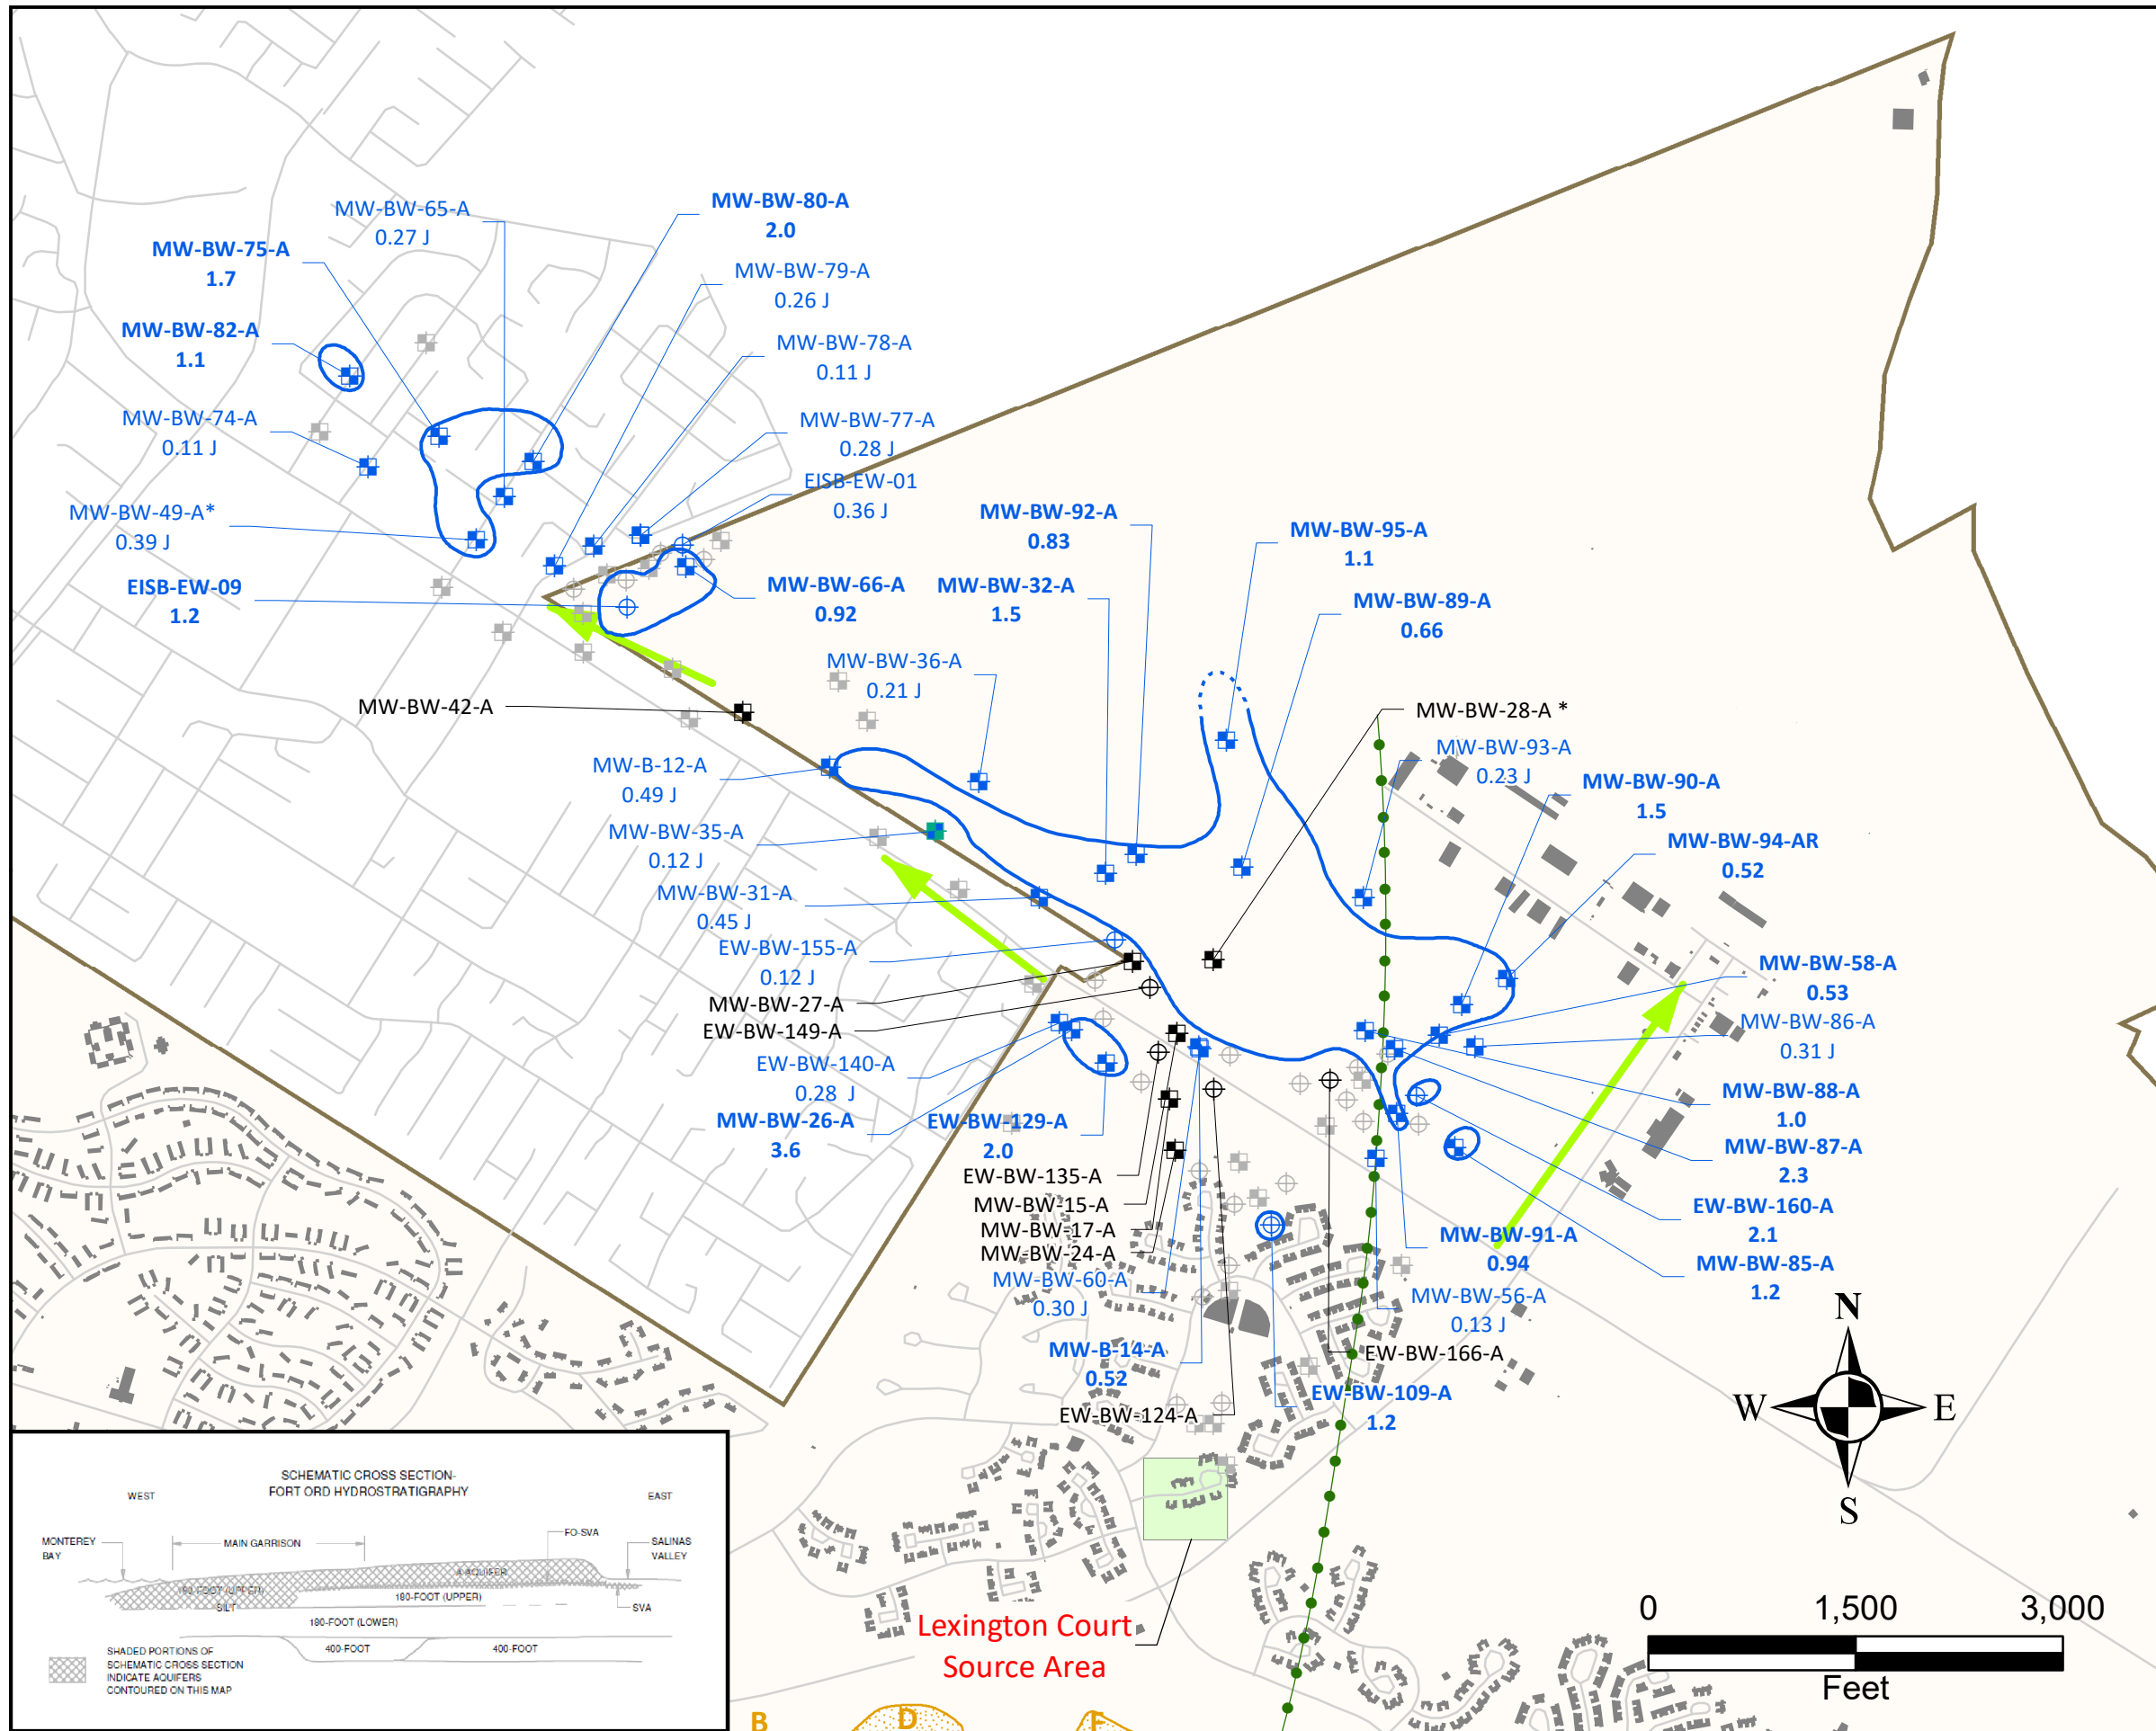 MW-BW-80-A
2.0
MW-BW-65-A
0.27 J
MW-BW-75-A
1.7
MW-BW-79-A
0.26 J
MW-BW-82-A
1.1
MW-BW-78-A
0.11 J
MW-BW-74-A
0.11 J
MW-BW-77-A
0.28 J
EISB-EW-01
0.36 J
MW-BW-49-A*
0.39 J
MW-BW-92-A
0.83
MW-BW-95-A
1.1
EISB-EW-09
1.2
MW-BW-66-A
0.92
MW-BW-32-A
1.5
MW-BW-89-A
0.66
MW-BW-36-A
0.21 J
MW-BW-42-A
MW-BW-28-A *
MW-BW-93-A
0.23 J
MW-B-12-A
0.49 J
MW-BW-90-A
1.5
MW-BW-35-A
0.12 J
MW-BW-94-AR
0.52
MW-BW-31-A
0.45 J
EW-BW-155-A
0.12 J
MW-BW-58-A
0.53
MW-BW-27-A
EW-BW-149-A
MW-BW-86-A
0.31 J
EW-BW-140-A
0.28 J
MW-BW-88-A
1.0
MW-BW-26-A
3.6
EW-BW-129-A
2.0
MW-BW-87-A
2.3
EW-BW-135-A
MW-BW-15-A
MW-BW-17-A
MW-BW-24-A
EW-BW-160-A
2.1
MW-BW-91-A
0.94
MW-BW-85-A
1.2
MW-BW-60-A
0.30 J
MW-BW-56-A
0.13 J
MW-B-14-A
0.52
EW-BW-166-A
EW-BW-109-A
1.2
EW-BW-124-A
N
W
E
S
SCHEMATIC CROSS SECTION-
FORT ORD HYDROSTRATIGRAPHY
WEST
EAST
MONTEREY
BAY
MAIN GARRISON
FO-SVA
SALINAS
VALLEY
A-AQUIFER
180-FOOT (UPPER)
180-FOOT (UPPER)
SILT
SVA
180-FOOT (LOWER)
400-FOOT
400-FOOT
SHADED PORTIONS OF
SCHEMATIC CROSS SECTION
INDICATE AQUIFERS
CONTOURED ON THIS MAP
Lexington Court
Source Area
0 1,500 3,000
Feet
B
D